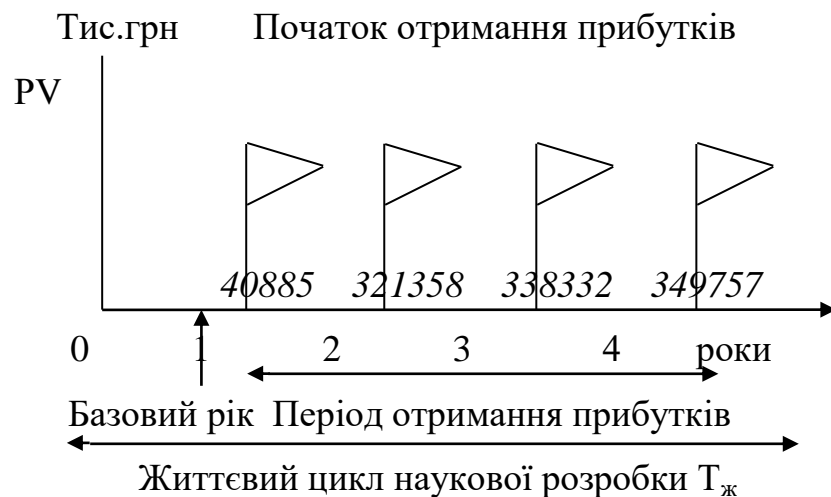 Тис.грн Початок отримання прибутків
PV
40885 321358 338332 349757
0 1 2 3 4 роки
Базовий рік Період отримання прибутків
Життєвий цикл наукової розробки Тж